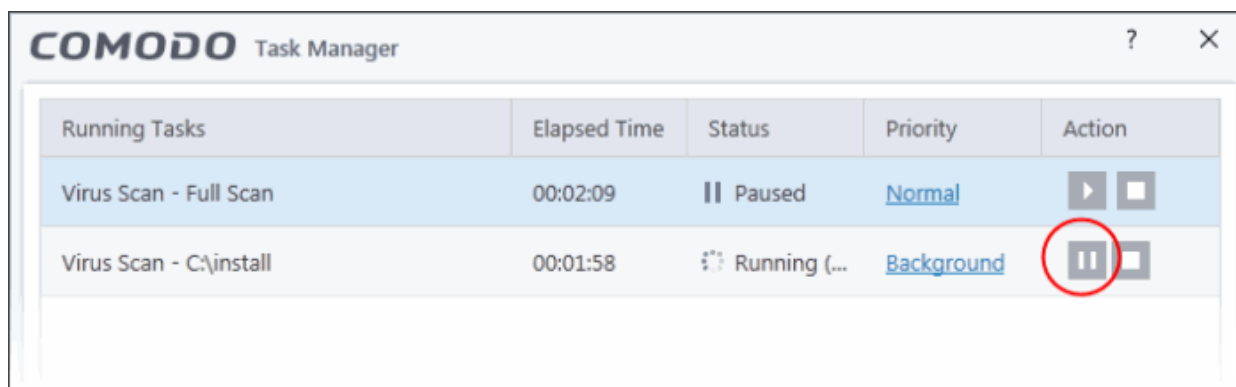 COMODO Task Manager ?
Running Tasks Elapsed Time Status Priority Action
Virus Scan - Full Scan 00:02:09 Paused Normal
Virus Scan - C:\install 00:01:58 Running (... Background